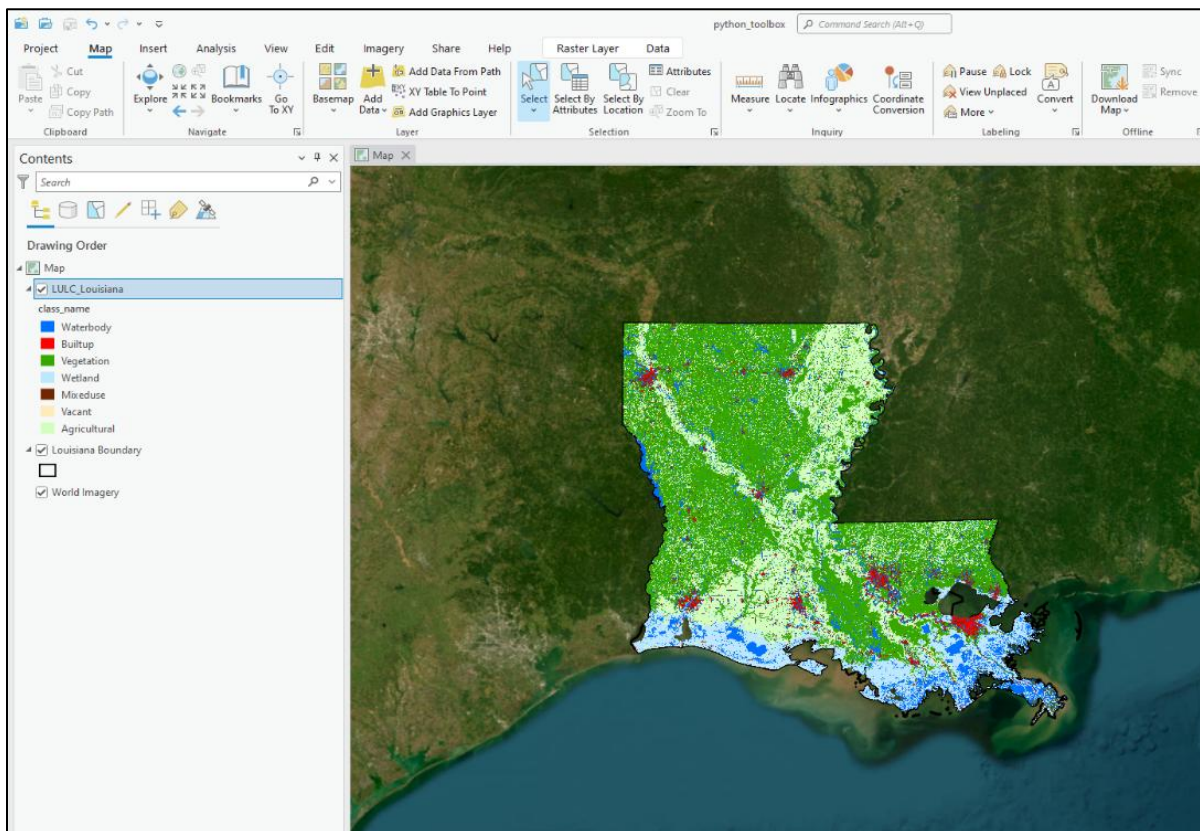 python_toolbox Command Search (Alt+Q)
Project Map Insert Analysis View Edit Imagery Share Help Raster Layer Data
Paste
Cut
Copy
Copy Path
Clipboard
Explore
Bookmarks
Go To XY
Navigate
Basemap
Add Data
Add Data From Path
XY Table To Point
Add Graphics Layer
Layer
Select
Select By Attributes
Select By Location
Attributes
Clear
Zoom To
Selection
Measure
Locate
Infographics
Coordinate Conversion
Inquiry
Pause Lock
View Unplaced
More
Convert
Labeling
Download Map
Sync
Remove
Offline
Contents
Search
Drawing Order
Map
LULC_Louisiana
class_name
Waterbody
Builtup
Vegetation
Wetland
Mixeduse
Vacant
Agricultural
Louisiana Boundary
World Imagery
Map